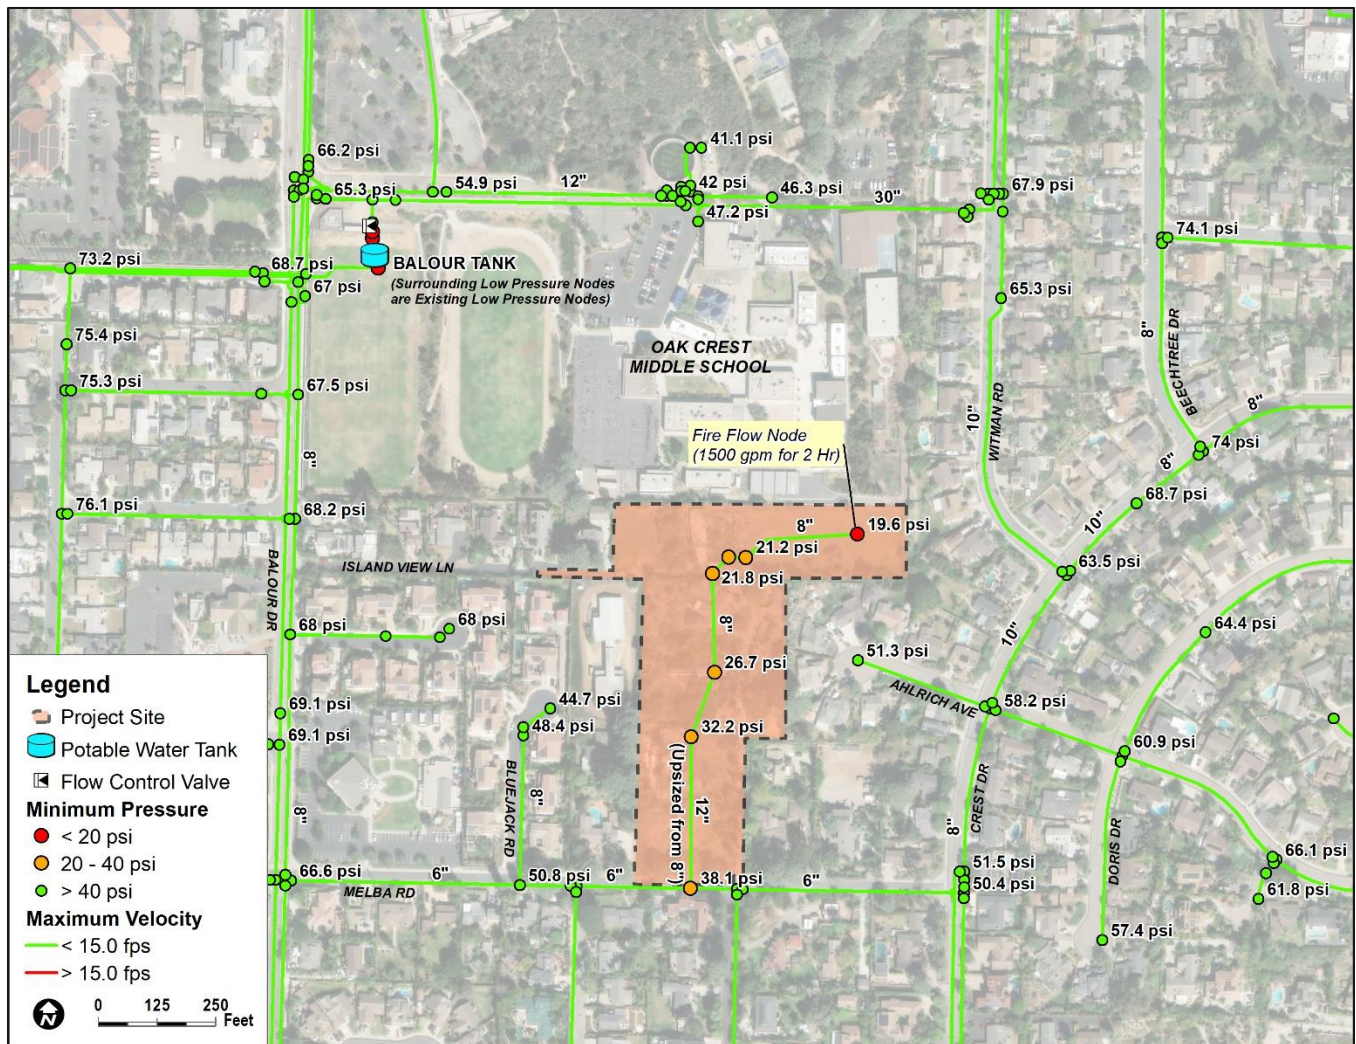 66.2 psi
41.1 psi
65.3 psi
54.9 psi
12"
42 psi
46.3 psi
30"
67.9 psi
47.2 psi
74.1 psi
73.2 psi
68.7 psi
67 psi
BALOUR TANK
(Surrounding Low Pressure Nodes
are Existing Low Pressure Nodes)
65.3 psi
75.4 psi
8"
BEECHTREE DR
OAK CREST
MIDDLE SCHOOL
75.3 psi
67.5 psi
10"
WITMAN RD
8"
Fire Flow Node
(1500 gpm for 2 Hr)
74 psi
8"
8"
68.7 psi
76.1 psi
68.2 psi
10"
8"
19.6 psi
21.2 psi
BALOUR DR
ISLAND VIEW LN
21.8 psi
63.5 psi
8"
68 psi
68 psi
10"
64.4 psi
51.3 psi
26.7 psi
AHLRICH AVE
58.2 psi
Legend
Project Site
Potable Water Tank
Flow Control Valve
Minimum Pressure
< 20 psi
20 - 40 psi
> 40 psi
Maximum Velocity
< 15.0 fps
> 15.0 fps
N
0 125 250
Feet
69.1 psi
69.1 psi
44.7 psi
48.4 psi
32.2 psi
60.9 psi
BLUEJACK RD
8"
(Upsized from 8")
12"
8"
8"
CREST DR
DORIS DR
66.6 psi
6"
MELBA RD
50.8 psi
6"
38.1 psi
6"
51.5 psi
50.4 psi
66.1 psi
61.8 psi
57.4 psi